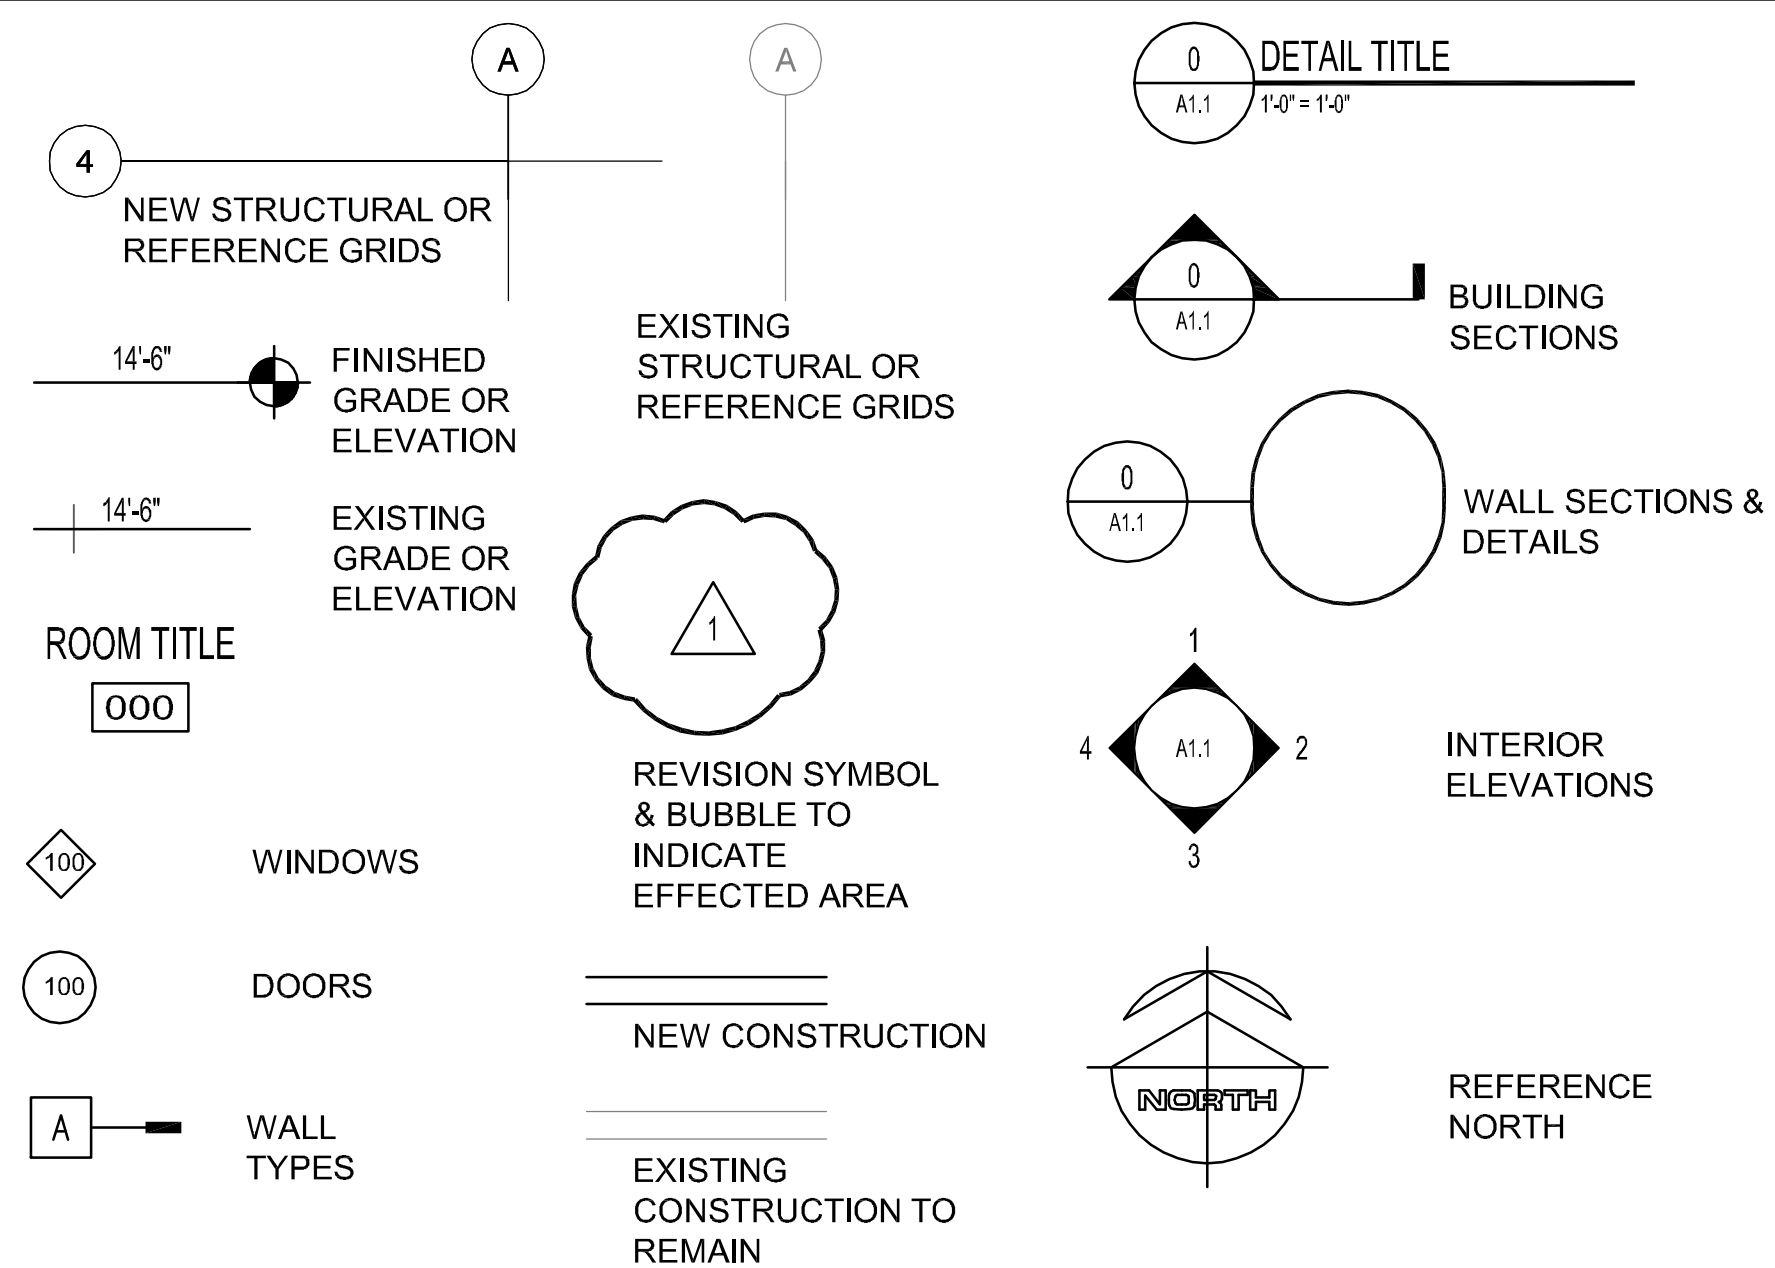 A
4
NEW STRUCTURAL OR
REFERENCE GRIDS
A
EXISTING
STRUCTURAL OR
REFERENCE GRIDS
14'-6"
FINISHED
GRADE OR
ELEVATION
14'-6"
EXISTING
GRADE OR
ELEVATION
ROOM TITLE
000
1
REVISION SYMBOL
& BUBBLE TO
INDICATE
EFFECTED AREA
100
WINDOWS
100
DOORS
A
WALL
TYPES
NEW CONSTRUCTION
EXISTING
CONSTRUCTION TO
REMAIN
0
A1.1
DETAIL TITLE
1'-0" = 1'-0"
0
A1.1
BUILDING
SECTIONS
0
A1.1
WALL SECTIONS &
DETAILS
1
4
A1.1
2
3
INTERIOR
ELEVATIONS
NORTH
REFERENCE
NORTH